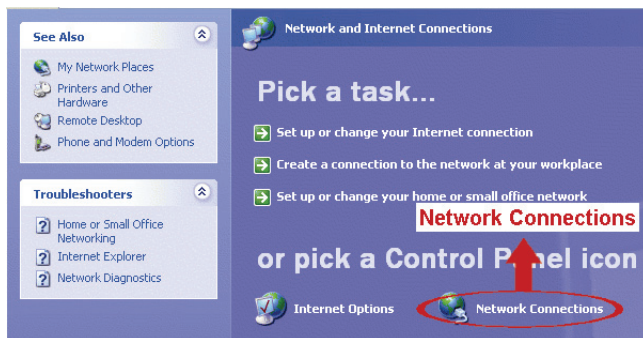 See Also
My Network Places
Printers and Other
Hardware
Remote Desktop
Phone and Modem Options
Troubleshooters
Home or Small Office
Networking
Internet Explorer
Network Diagnostics
Network and Internet Connections
Pick a task...
Set up or change your Internet connection
Create a connection to the network at your workplace
Set up or change your home or small office network
Network Connections
or pick a Control Panel icon
Internet Options
Network Connections